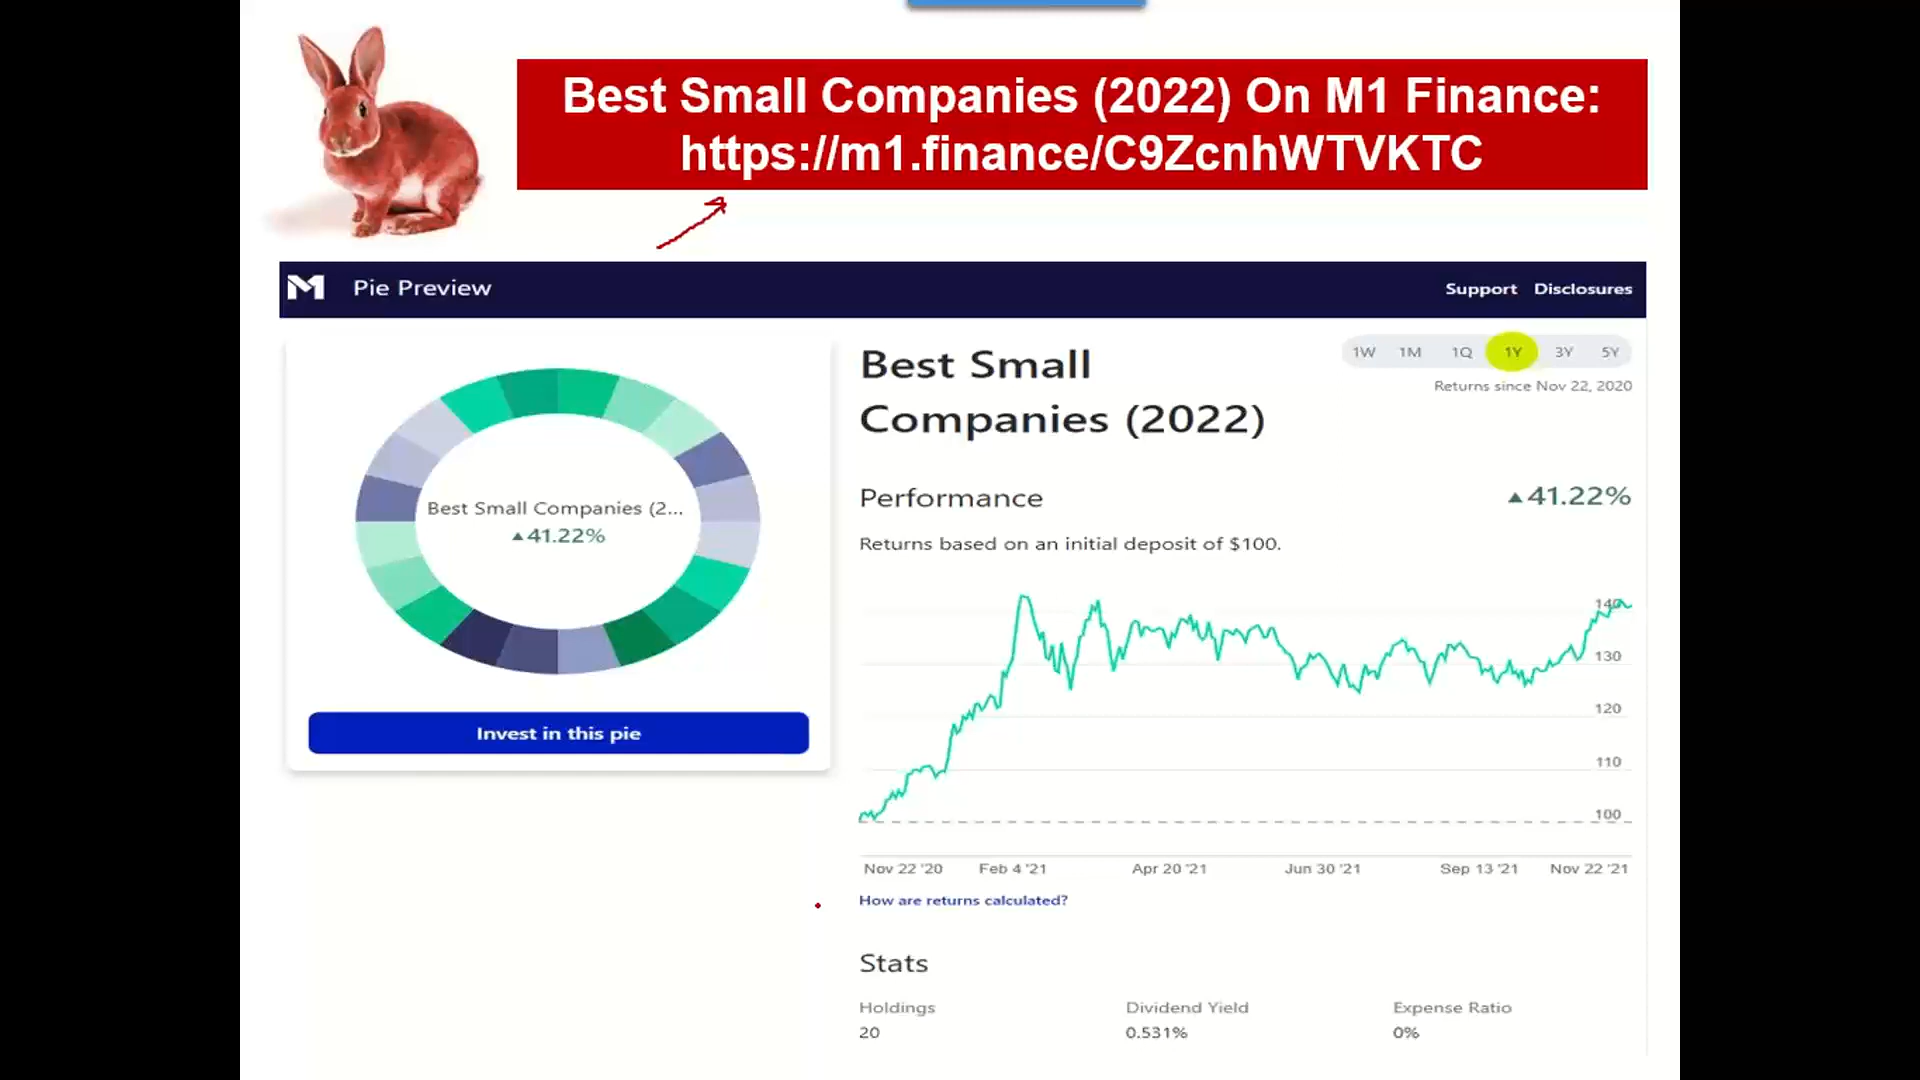 Best Small Companies (2022) On M1 Finance:
https://m1.finance/C9ZcnhWTVKTC
Pie Preview
Support Disclosures
Best Small Companies (2...
▲41.22%
Invest in this pie
Best Small
Companies (2022)
1W 1M 1Q 1Y 3Y 5Y
Returns since Nov 22, 2020
Performance
▲41.22%
Returns based on an initial deposit of $100.
140
130
120
110
100
Nov 22 '20 Feb 4 '21 Apr 20 '21 Jun 30 '21 Sep 13 '21 Nov 22 '21
How are returns calculated?
Stats
Holdings Dividend Yield Expense Ratio
20 0.531% 0%